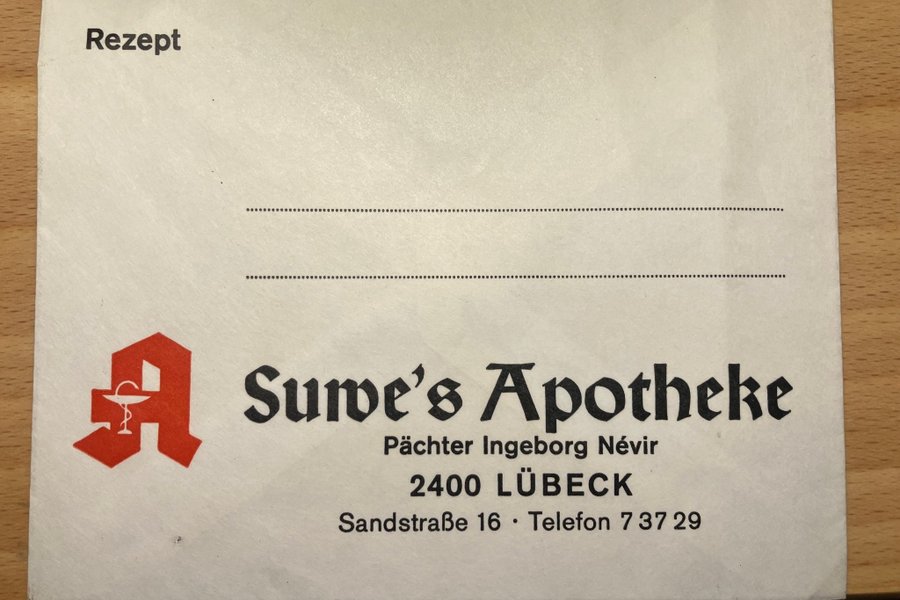 Rezept
Suwe's Apotheke
Pächter Ingeborg Névir
2400 LÜBECK
Sandstraße 16 · Telefon 7 37 29